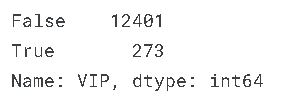 False    12401
True       273
Name: VIP, dtype: int64